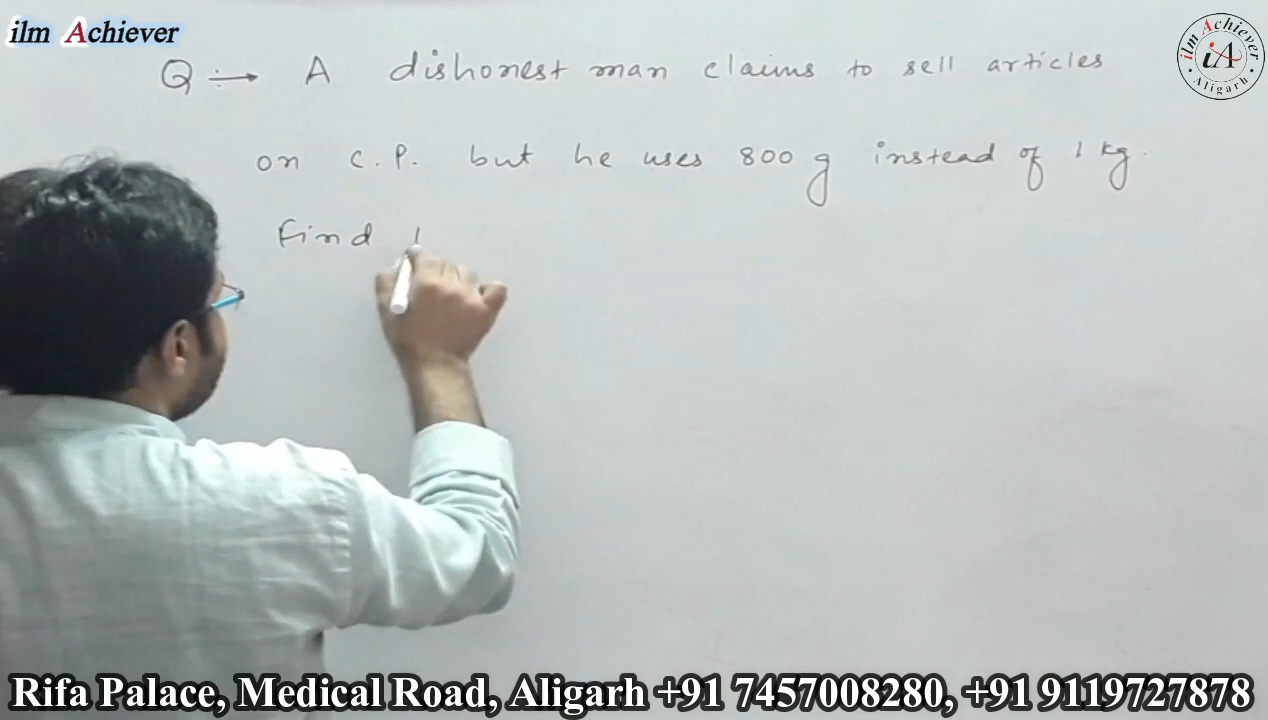 ilm Achiever
Q :→ A dishonest man claims to sell articles
on C.P. but he uses 800 g instead of 1 kg.
Find
ilm Achiever
iA
Aligarh
Rifa Palace, Medical Road, Aligarh +91 7457008280, +91 9119727878